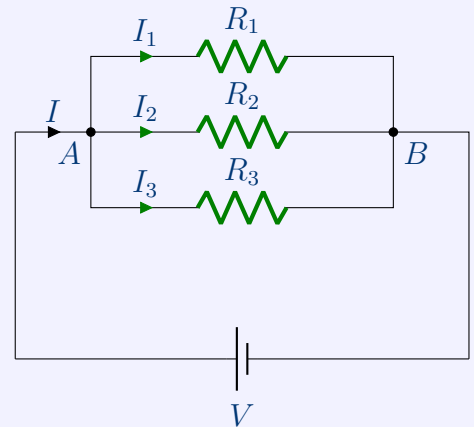 I₁ R₁
I I₂ R₂
A B
I₃ R₃
V